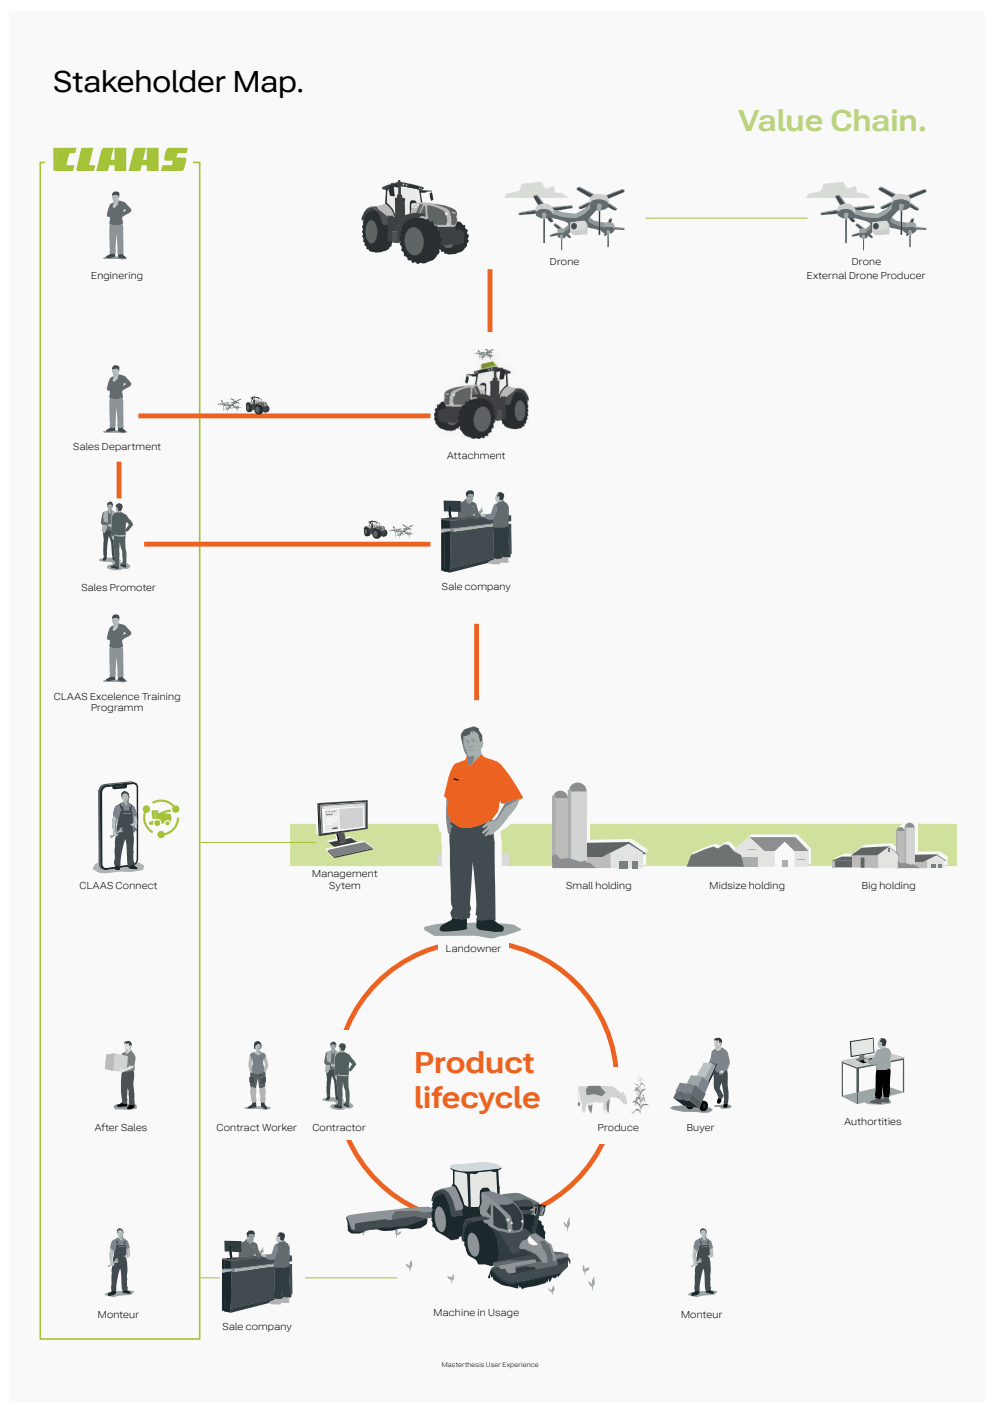 Stakeholder Map.
Value Chain.
CLAAS
Enginering
Drone
Drone
External Drone Producer
Sales Department
Attachment
Sales Promoter
Sale company
CLAAS Excelence Training
Programm
CLAAS Connect
Management
Sytem
Small holding
Midsize holding
Big holding
Landowner
Product
lifecycle
After Sales
Contract Worker
Contractor
Produce
Buyer
Authortities
Monteur
Sale company
Machine in Usage
Monteur
Masterthesis User Experience